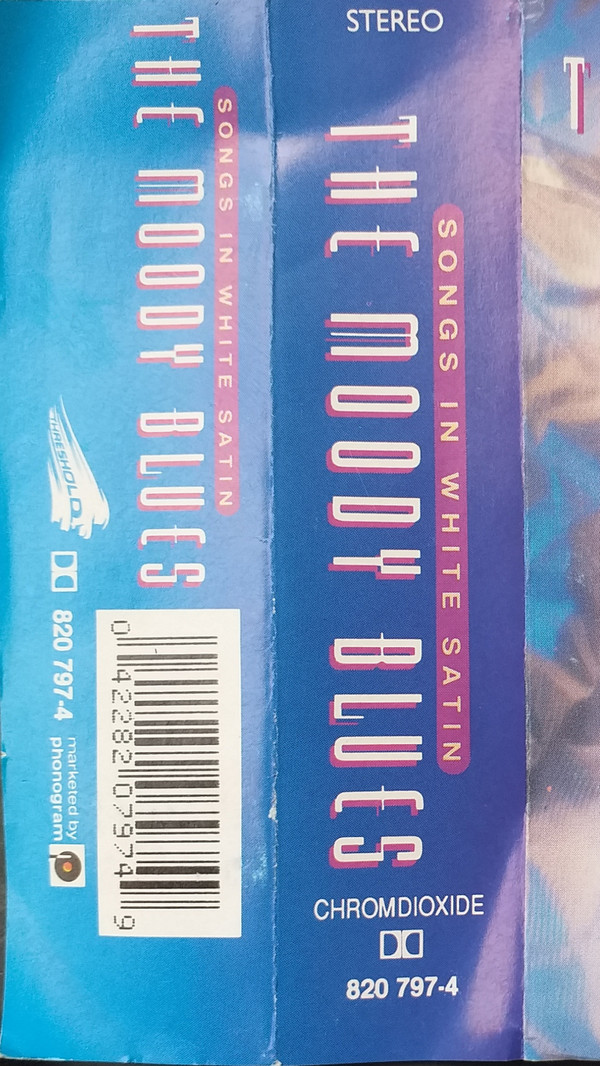 SONGS IN WHITE SATIN
THE MOODY BLUES
THRESHOLD
820 797-4
marketed by
phonogram
0 42282 07974 9
STEREO
SONGS IN WHITE SATIN
THE MOODY BLUES
CHROMDIOXIDE
820 797-4
T